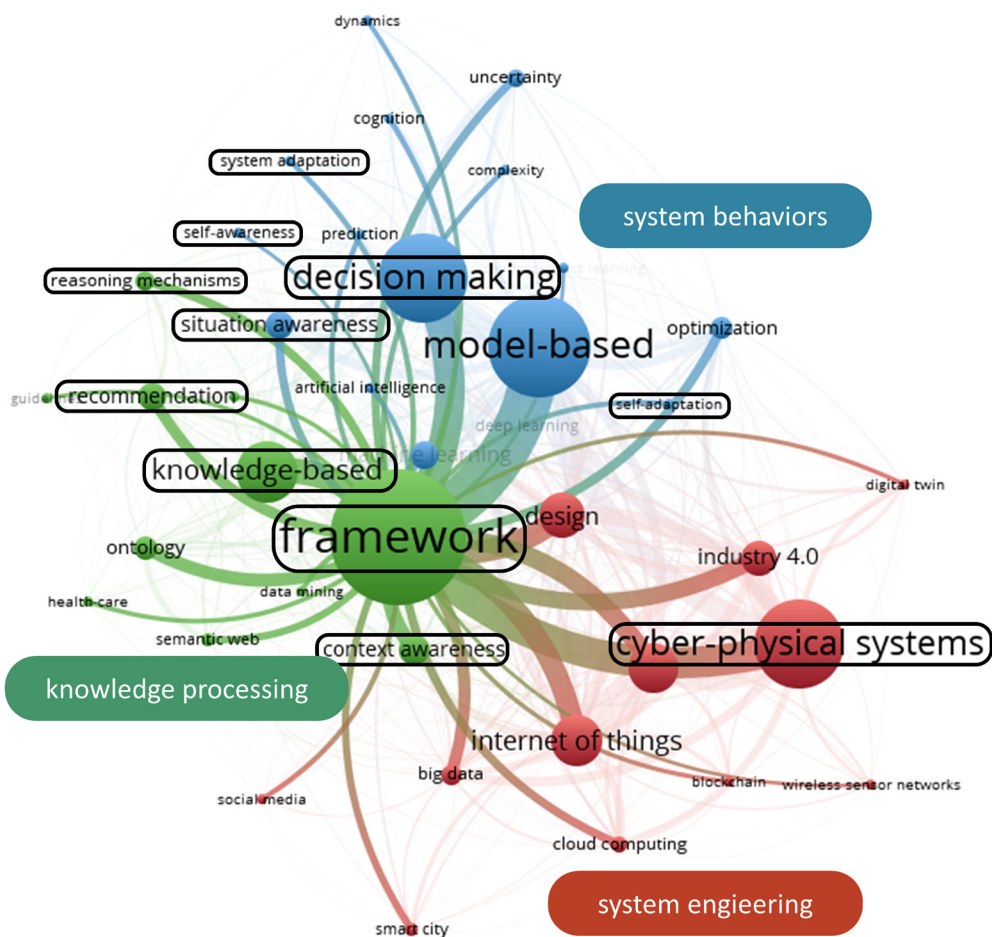 dynamics
uncertainty
cognition
system adaptation
complexity
system behaviors
self-awareness
prediction
decision making
reasoning mechanisms
situation awareness
model-based
optimization
artificial intelligence
recommendation
self-adaptation
deep learning
machine learning
knowledge-based
digital twin
framework
design
ontology
industry 4.0
data mining
health-care
semantic web
context awareness
cyber-physical systems
knowledge processing
internet of things
big data
blockchain
wireless sensor networks
social media
cloud computing
system engieering
smart city